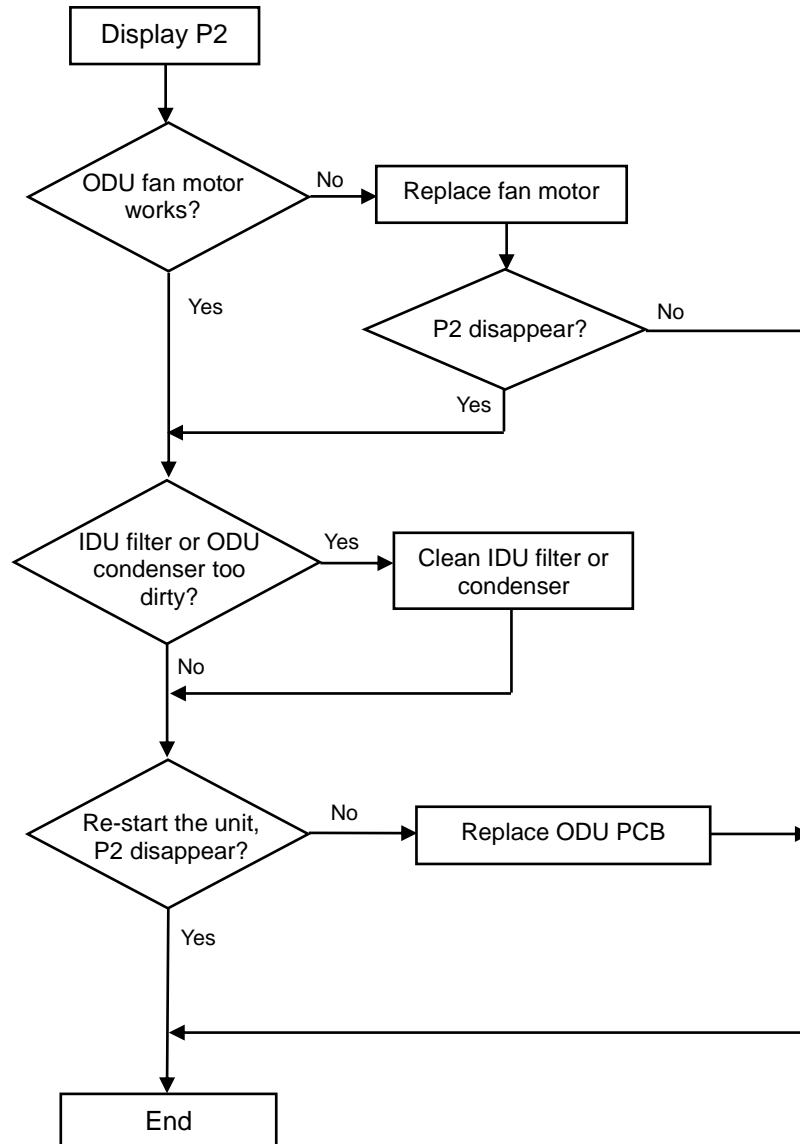 Display P2
ODU fan motor
works?
No
Replace fan motor
Yes
P2 disappear?
No
Yes
IDU filter or ODU
condenser too
dirty?
Yes
Clean IDU filter or
condenser
No
Re-start the unit,
P2 disappear?
No
Replace ODU PCB
Yes
End